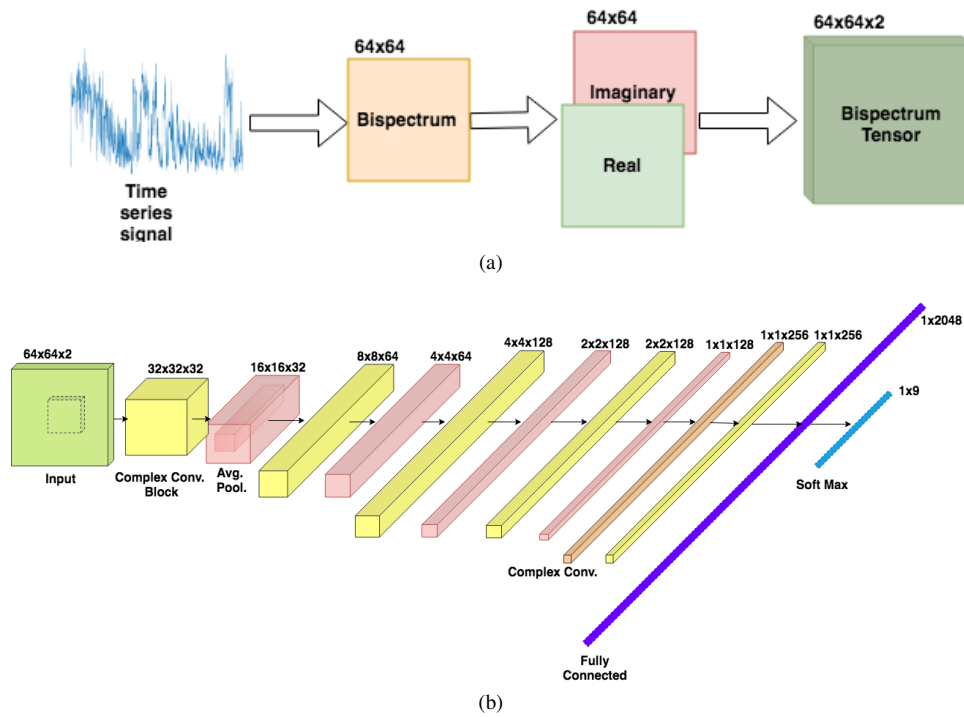 64x64
64x64
64x64x2
Bispectrum
Imaginary
Real
Bispectrum
Tensor
Time
series
signal
(a)
64x64x2
32x32x32
16x16x32
8x8x64
4x4x64
4x4x128
2x2x128
2x2x128
1x1x128
1x1x256
1x1x256
1x2048
1x9
Input
Complex Conv.
Block
Avg.
Pool.
Complex Conv.
Soft Max
Fully
Connected
(b)